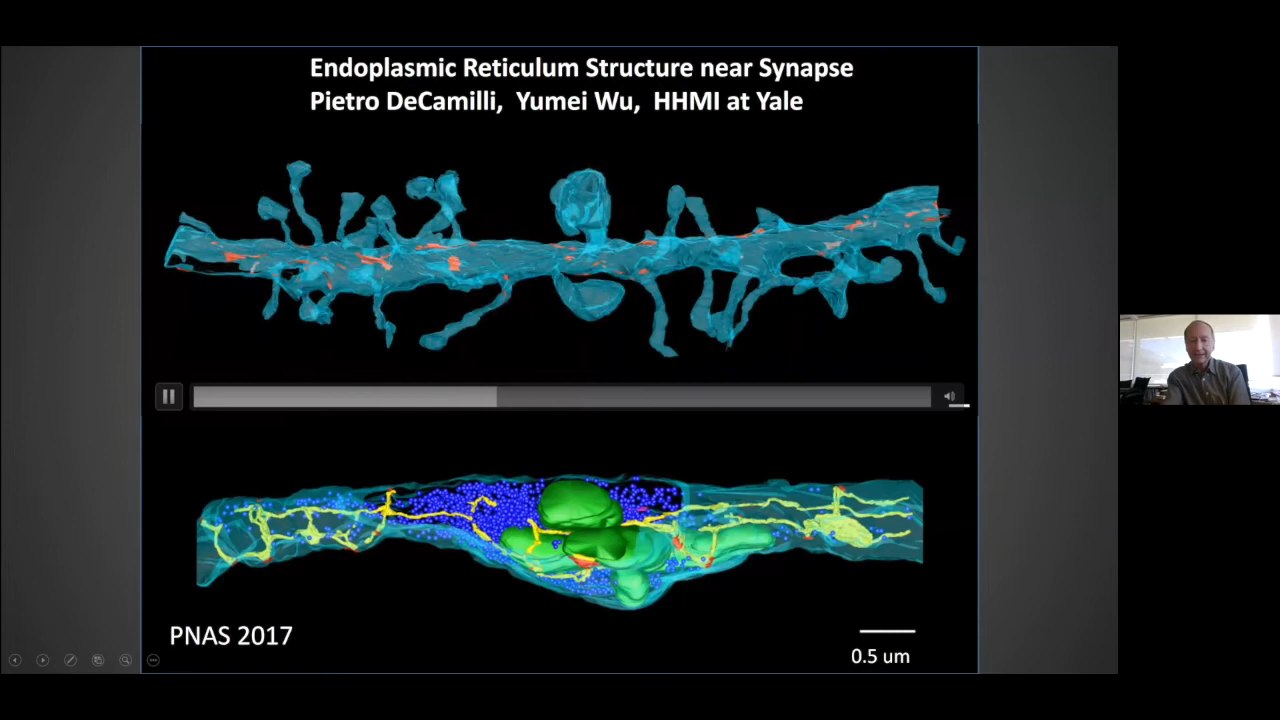 Endoplasmic Reticulum Structure near Synapse
Pietro DeCamilli, Yumei Wu, HHMI at Yale
PNAS 2017
0.5 um